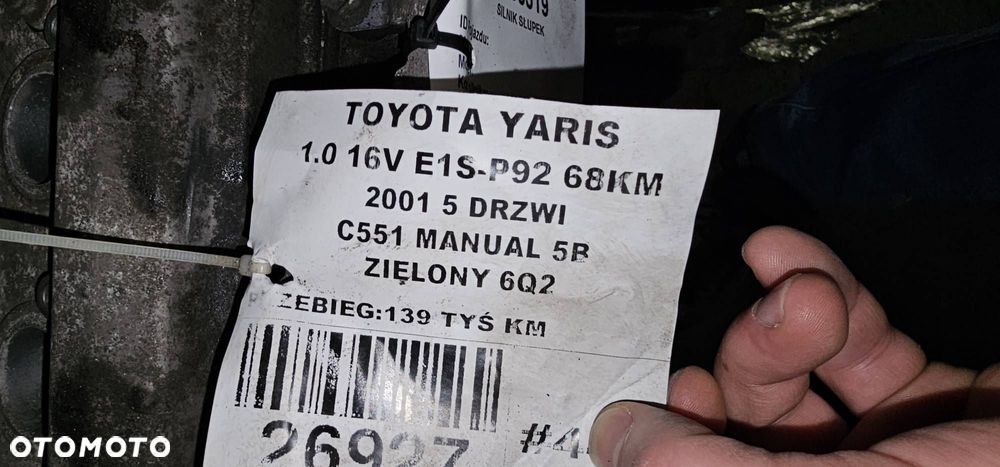 SILNIK SŁUPEK
TOYOTA YARIS
1.0 16V E1S-P92 68KM
2001 5 DRZWI
C551 MANUAL 5B
ZIĘLONY 6Q2
ZEBIEG:139 TYŚ KM
26927
#4
OTOMOTO